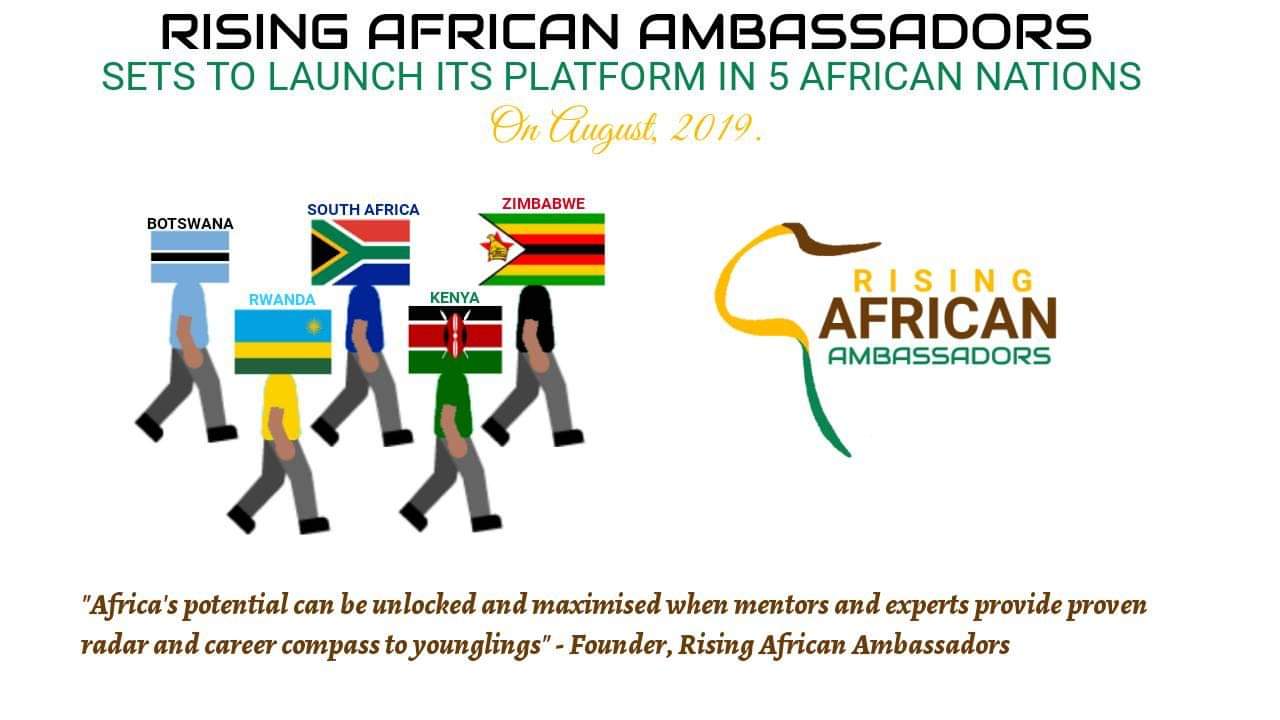 RISING AFRICAN AMBASSADORS
SETS TO LAUNCH ITS PLATFORM IN 5 AFRICAN NATIONS
On August, 2019.
BOTSWANA
SOUTH AFRICA
ZIMBABWE
RWANDA
KENYA
RISING
AFRICAN
AMBASSADORS
"Africa's potential can be unlocked and maximised when mentors and experts provide proven
radar and career compass to younglings" - Founder, Rising African Ambassadors